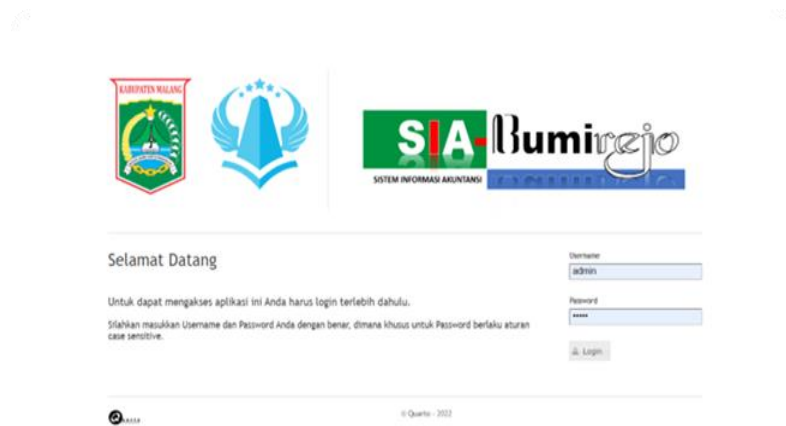 KABUPATEN MALANG
SIA-Bumirejo
SISTEM INFORMASI AKUNTANSI
Selamat Datang
Username
admin
Untuk dapat mengakses aplikasi ini Anda harus login terlebih dahulu.
Password
•••••
Silahkan masukkan Username dan Password Anda dengan benar, dimana khusus untuk Password berlaku aturan
case sensitive.
Login
© Quarto - 2022